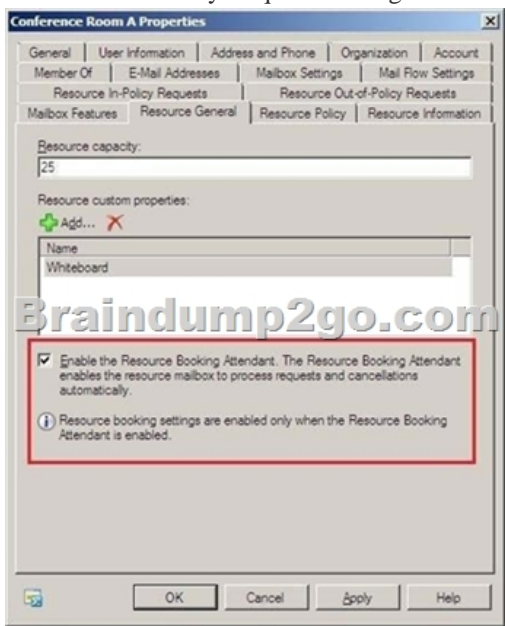 Conference Room A Properties
General User Information Address and Phone Organization Account
Member Of E-Mail Addresses Mailbox Settings Mail Flow Settings
Resource In-Policy Requests Resource Out-of-Policy Requests
Mailbox Features Resource General Resource Policy Resource Information
Resource capacity:
25
Resource custom properties:
Add...
Name
Whiteboard
Braindump2go.com
Enable the Resource Booking Attendant. The Resource Booking Attendant
enables the resource mailbox to process requests and cancellations
automatically.
Resource booking settings are enabled only when the Resource Booking
Attendant is enabled.
OK Cancel Apply Help